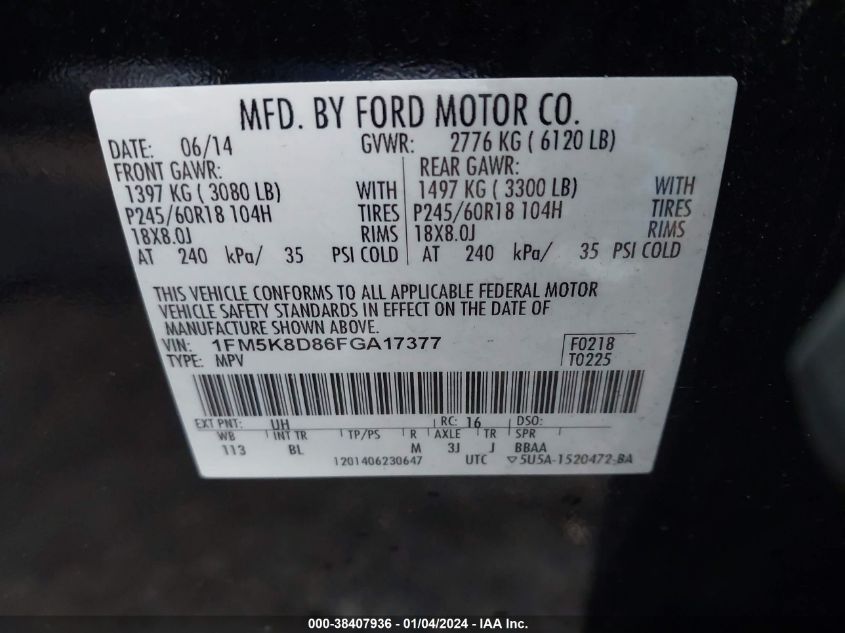 MFD. BY FORD MOTOR CO.
DATE: 06/14 GVWR: 2776 KG ( 6120 LB)
FRONT GAWR: REAR GAWR:
1397 KG ( 3080 LB) WITH 1497 KG ( 3300 LB) WITH
P245/60R18 104H TIRES P245/60R18 104H TIRES
18X8.0J RIMS 18X8.0J RIMS
AT 240 kPa/ 35 PSI COLD AT 240 kPa/ 35 PSI COLD
THIS VEHICLE CONFORMS TO ALL APPLICABLE FEDERAL MOTOR
VEHICLE SAFETY STANDARDS IN EFFECT ON THE DATE OF
MANUFACTURE SHOWN ABOVE.
VIN: 1FM5K8D86FGA17377 F0218
TYPE: MPV T0225
EXT PNT: UH RC: 16 DSO:
WB INT TR TP/PS R AXLE TR SPR
113 BL M 3J J BBAA
1201406230647 UTC ▽5U5A-1520472-BA
000-38407936 - 01/04/2024 - IAA Inc.